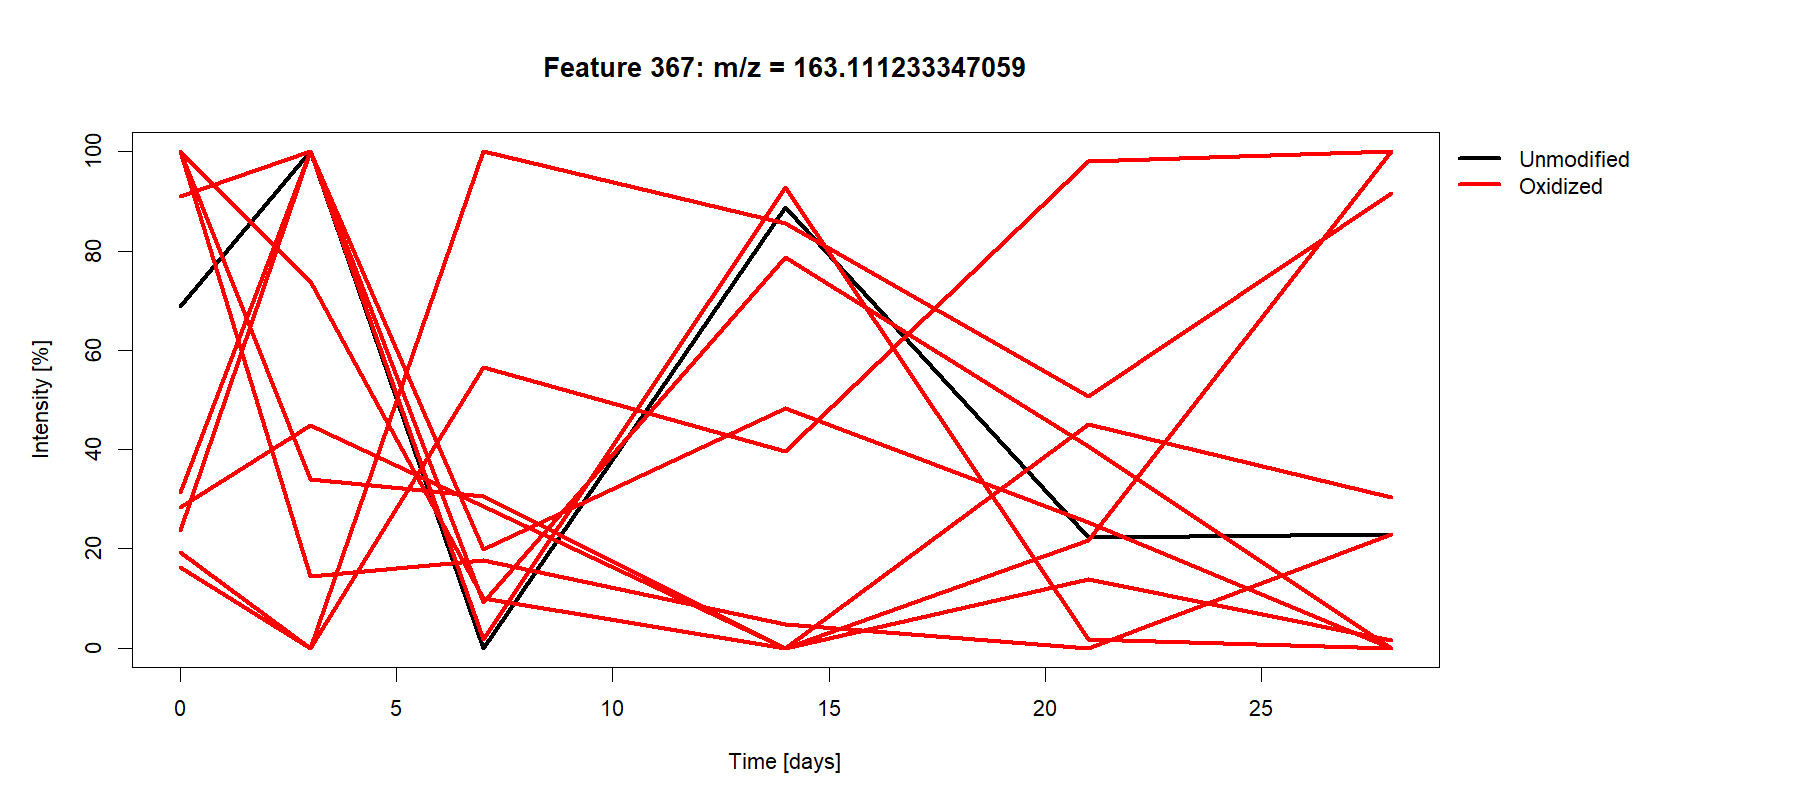 Feature 367: m/z = 163.111233347059
Unmodified
Oxidized
Intensity [%]
100
80
60
40
20
0
0 5 10 15 20 25
Time [days]